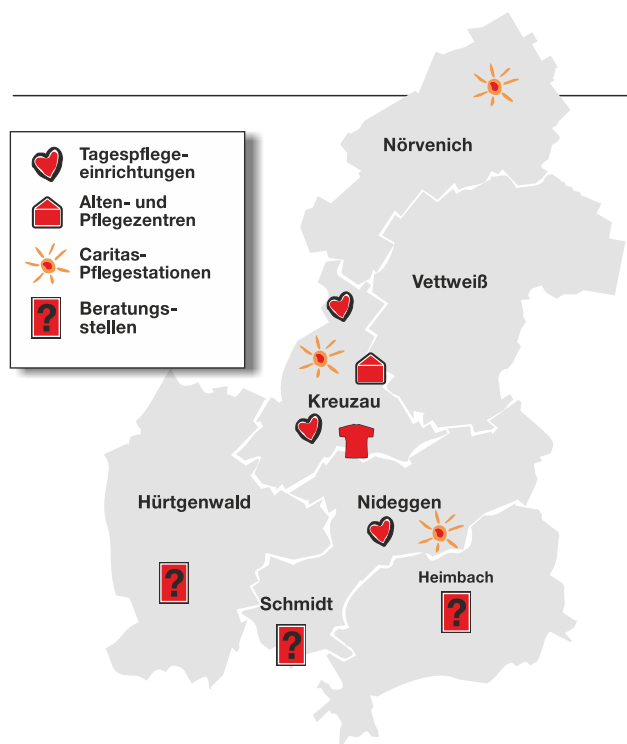 Nörvenich
Tagespflege-
einrichtungen
Alten- und
Pflegezentren
Caritas-
Pflegestationen
?
Beratungs-
stellen
Vettweiß
Kreuzau
Hürtgenwald
Nideggen
?
Heimbach
?
Schmidt
?